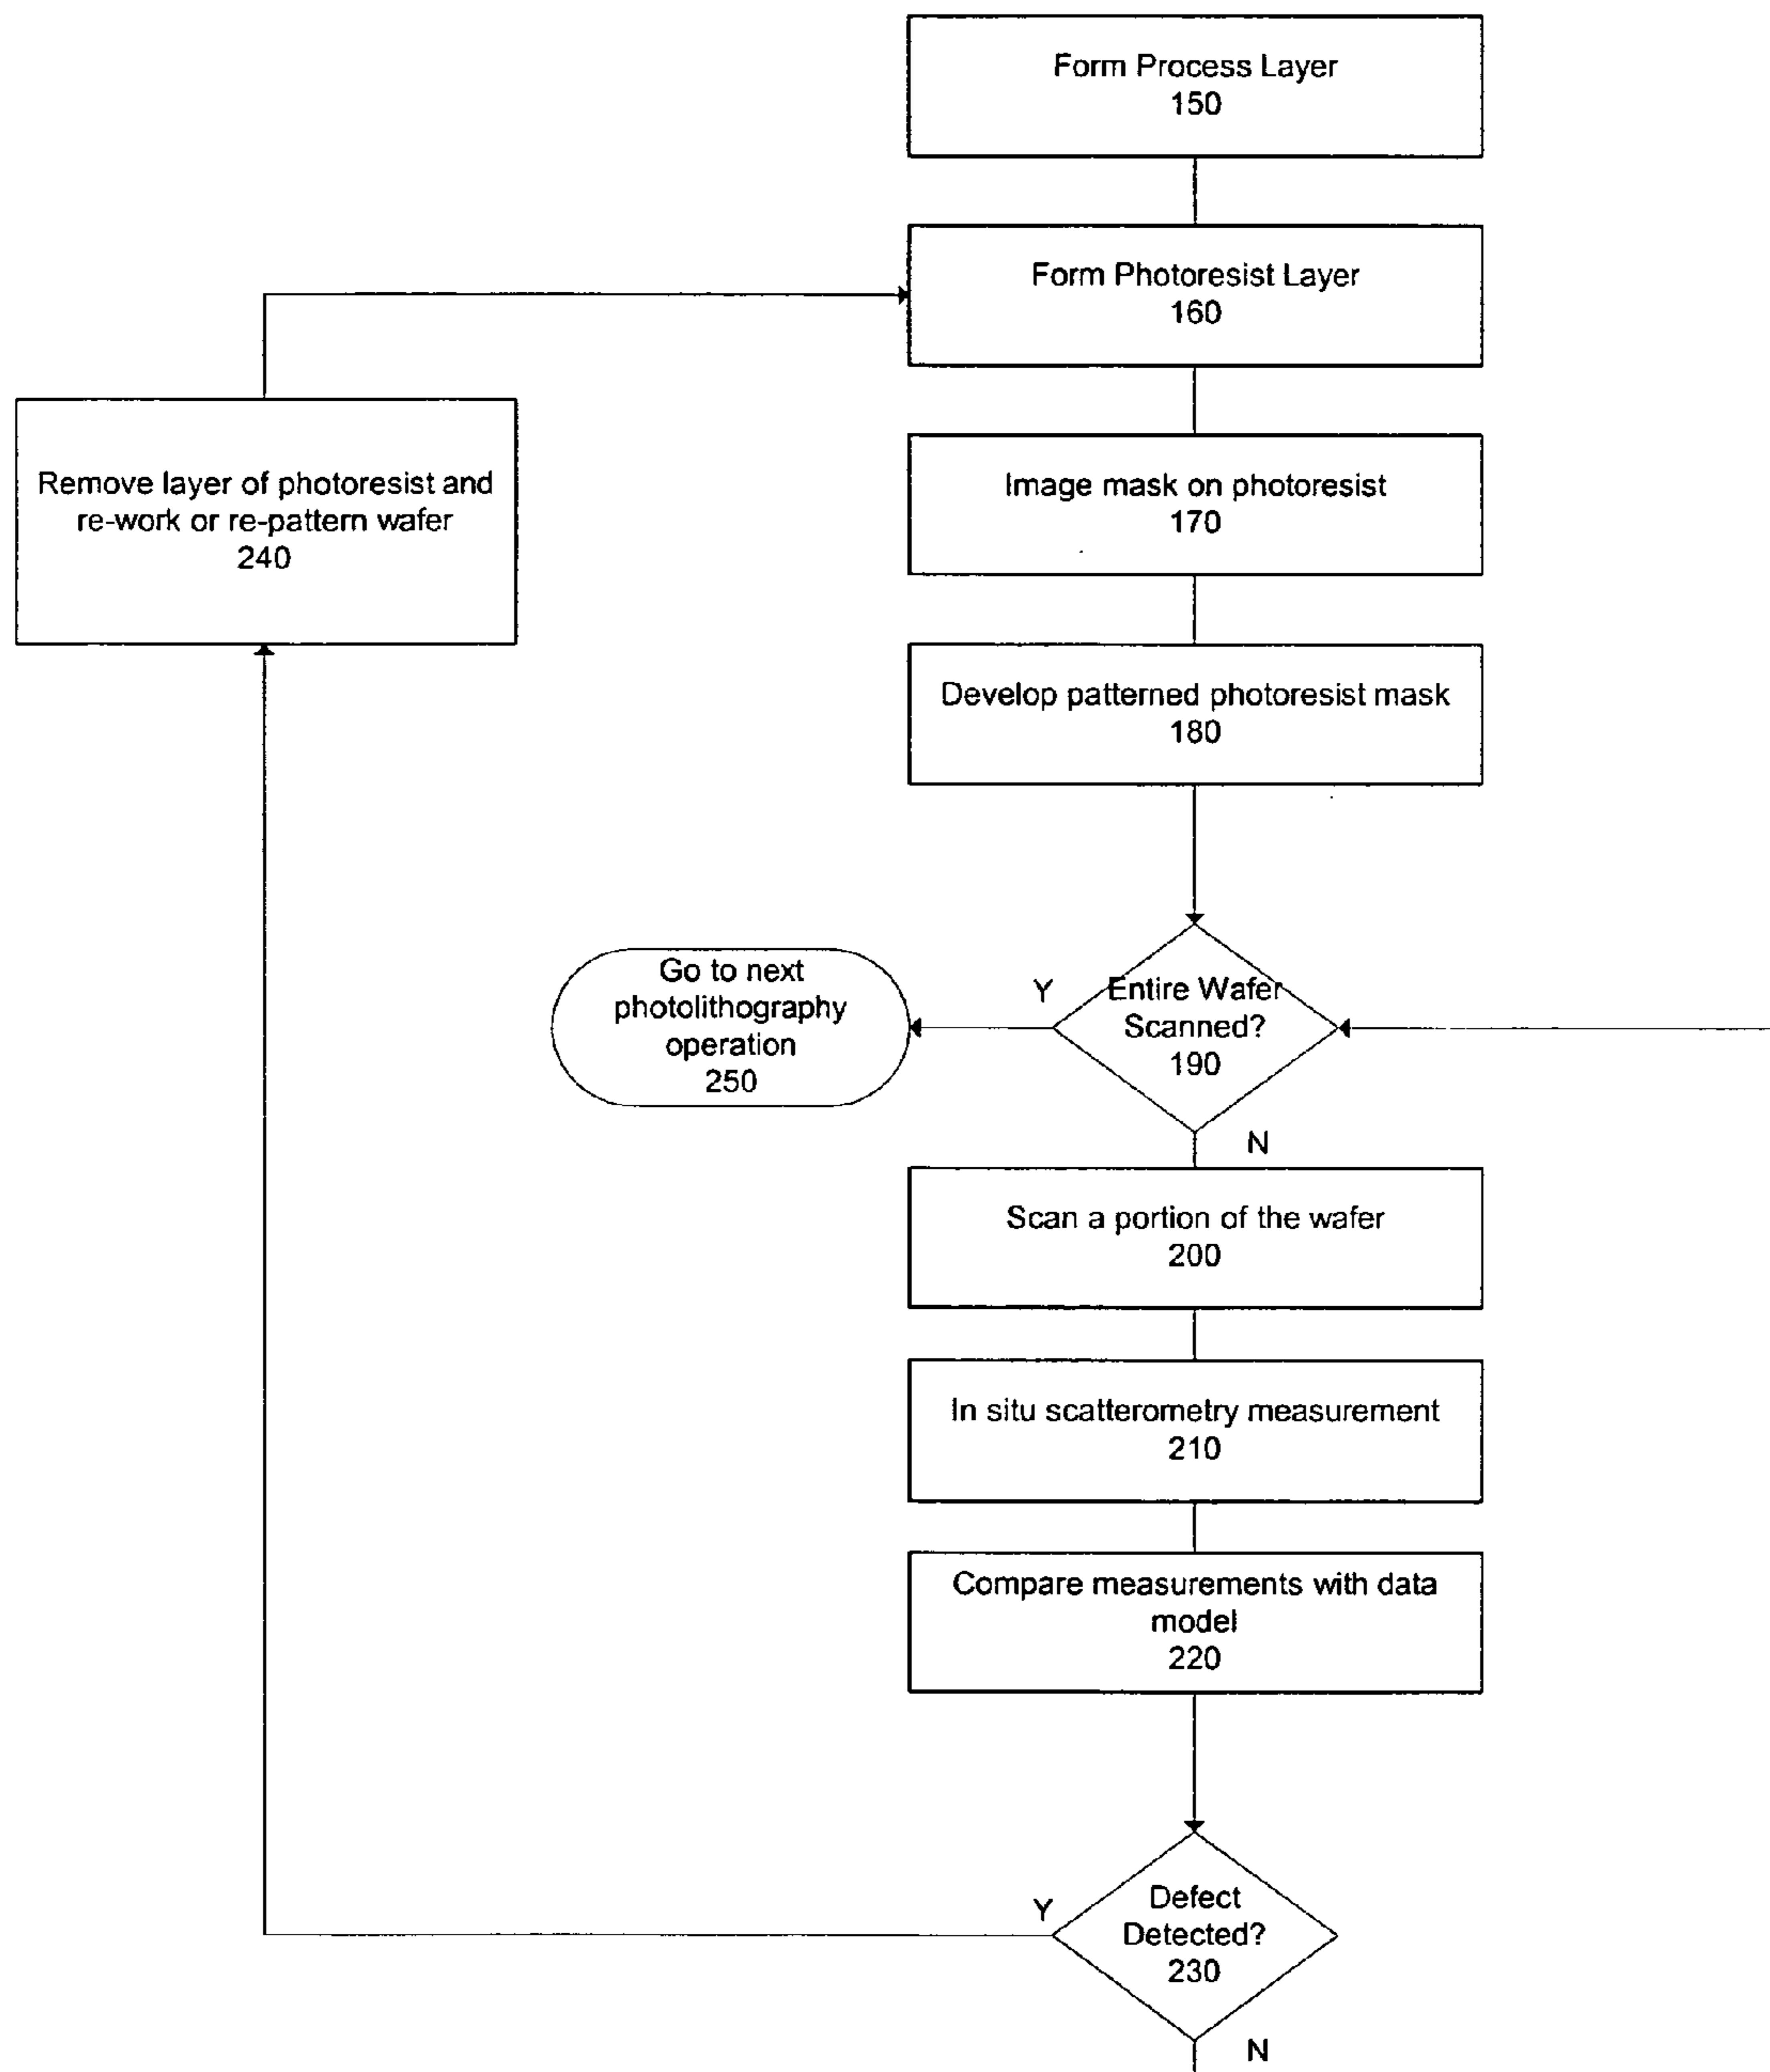 Form Process Layer
150
Form Photoresist Layer
160
Remove layer of photoresist and
re-work or re-pattern wafer
240
Image mask on photoresist
170
Develop patterned photoresist mask
180
Go to next
photolithography
operation
250
Y
Entire Wafer
Scanned?
190
N
Scan a portion of the wafer
200
In situ scatterometry measurement
210
Compare measurements with data
model
220
Y
Defect
Detected?
230
N